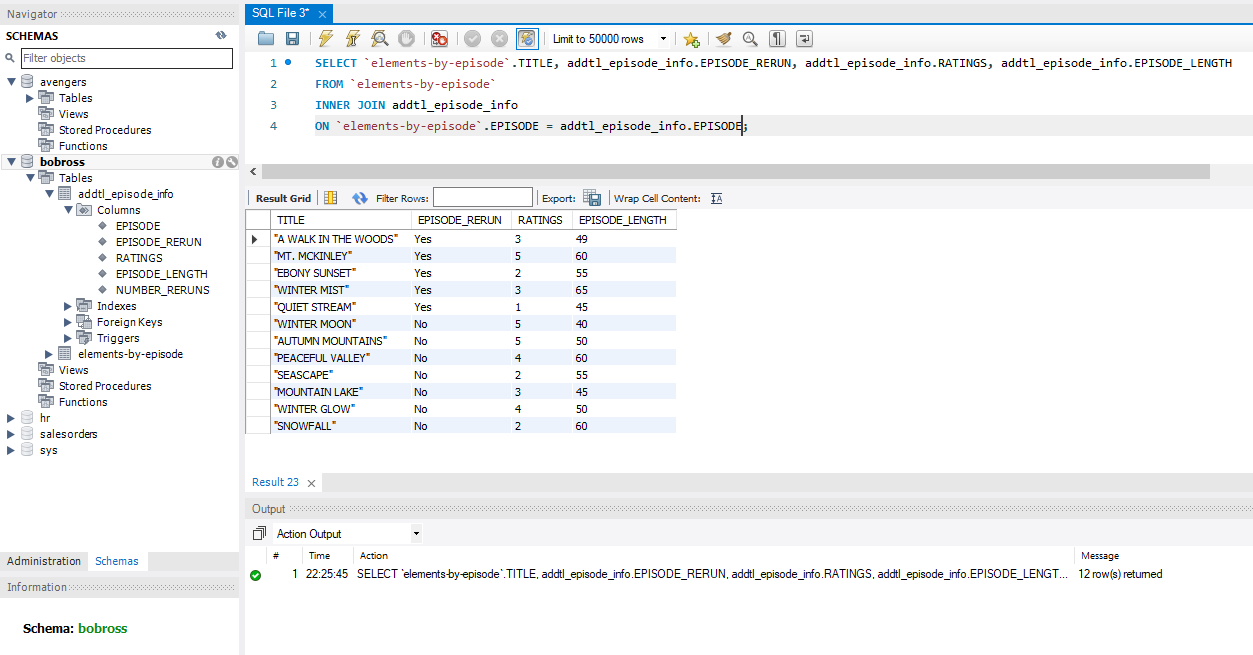 Navigator
SCHEMAS
Filter objects
avengers
Tables
Views
Stored Procedures
Functions
bobross
Tables
addtl_episode_info
Columns
EPISODE
EPISODE_RERUN
RATINGS
EPISODE_LENGTH
NUMBER_RERUNS
Indexes
Foreign Keys
Triggers
elements-by-episode
Views
Stored Procedures
Functions
hr
salesorders
sys
Administration Schemas
Information
Schema: bobross
SQL File 3*
Limit to 50000 rows
1 SELECT `elements-by-episode`.TITLE, addtl_episode_info.EPISODE_RERUN, addtl_episode_info.RATINGS, addtl_episode_info.EPISODE_LENGTH
2 FROM `elements-by-episode`
3 INNER JOIN addtl_episode_info
4 ON `elements-by-episode`.EPISODE = addtl_episode_info.EPISODE;
Result Grid Filter Rows: Export: Wrap Cell Content:
TITLE EPISODE_RERUN RATINGS EPISODE_LENGTH
"A WALK IN THE WOODS" Yes 3 49
"MT. MCKINLEY" Yes 5 60
"EBONY SUNSET" Yes 2 55
"WINTER MIST" Yes 3 65
"QUIET STREAM" Yes 1 45
"WINTER MOON" No 5 40
"AUTUMN MOUNTAINS" No 5 50
"PEACEFUL VALLEY" No 4 60
"SEASCAPE" No 2 55
"MOUNTAIN LAKE" No 3 45
"WINTER GLOW" No 4 50
"SNOWFALL" No 2 60
Result 23
Output
Action Output
# Time Action Message
1 22:25:45 SELECT `elements-by-episode`.TITLE, addtl_episode_info.EPISODE_RERUN, addtl_episode_info.RATINGS, addtl_episode_info.EPISODE_LENGT... 12 row(s) returned